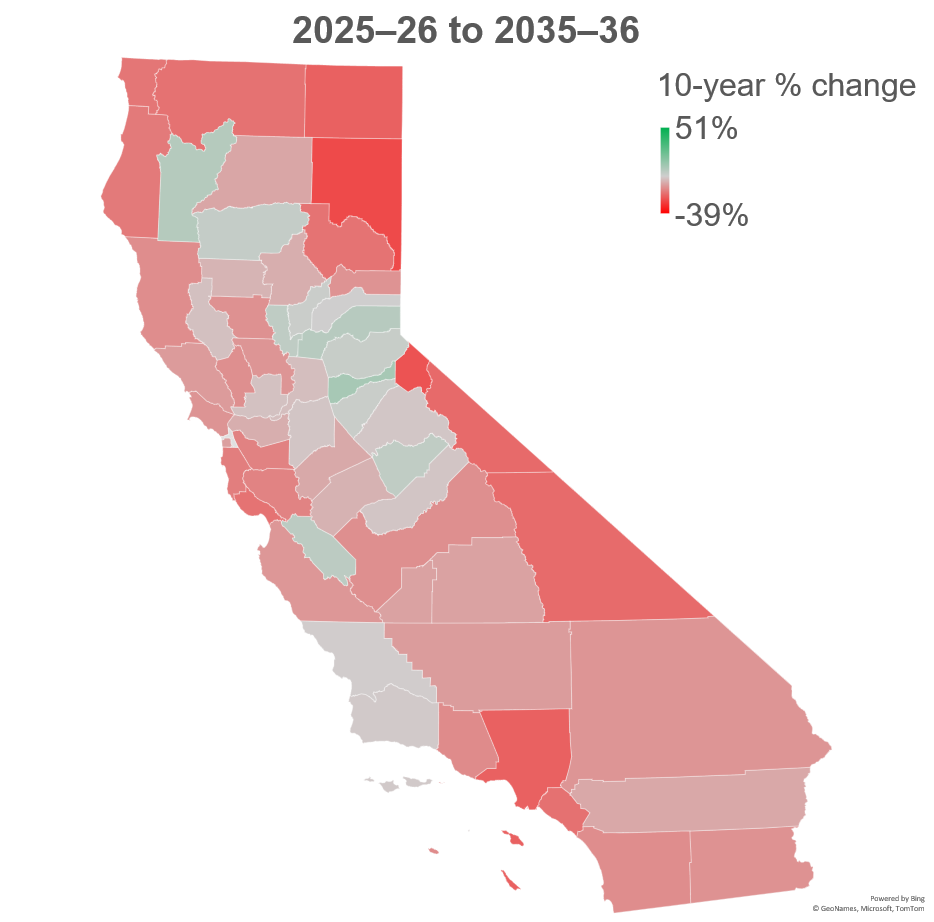 2025–26 to 2035–36
10-year % change
51%
-39%
Powered by Bing
© GeoNames, Microsoft, TomTom